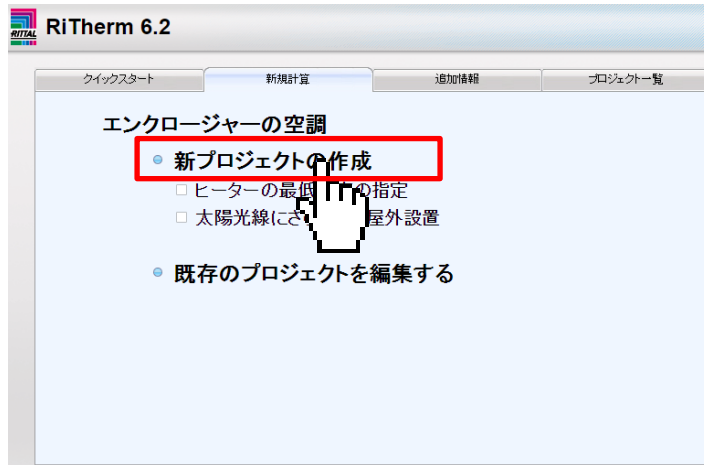 RITTAL
RiTherm 6.2
クイックスタート
新規計算
追加情報
プロジェクト一覧
エンクロージャーの空調
新プロジェクトの作成
ヒーターの最低 の指定
太陽光線にさ 屋外設置
既存のプロジェクトを編集する